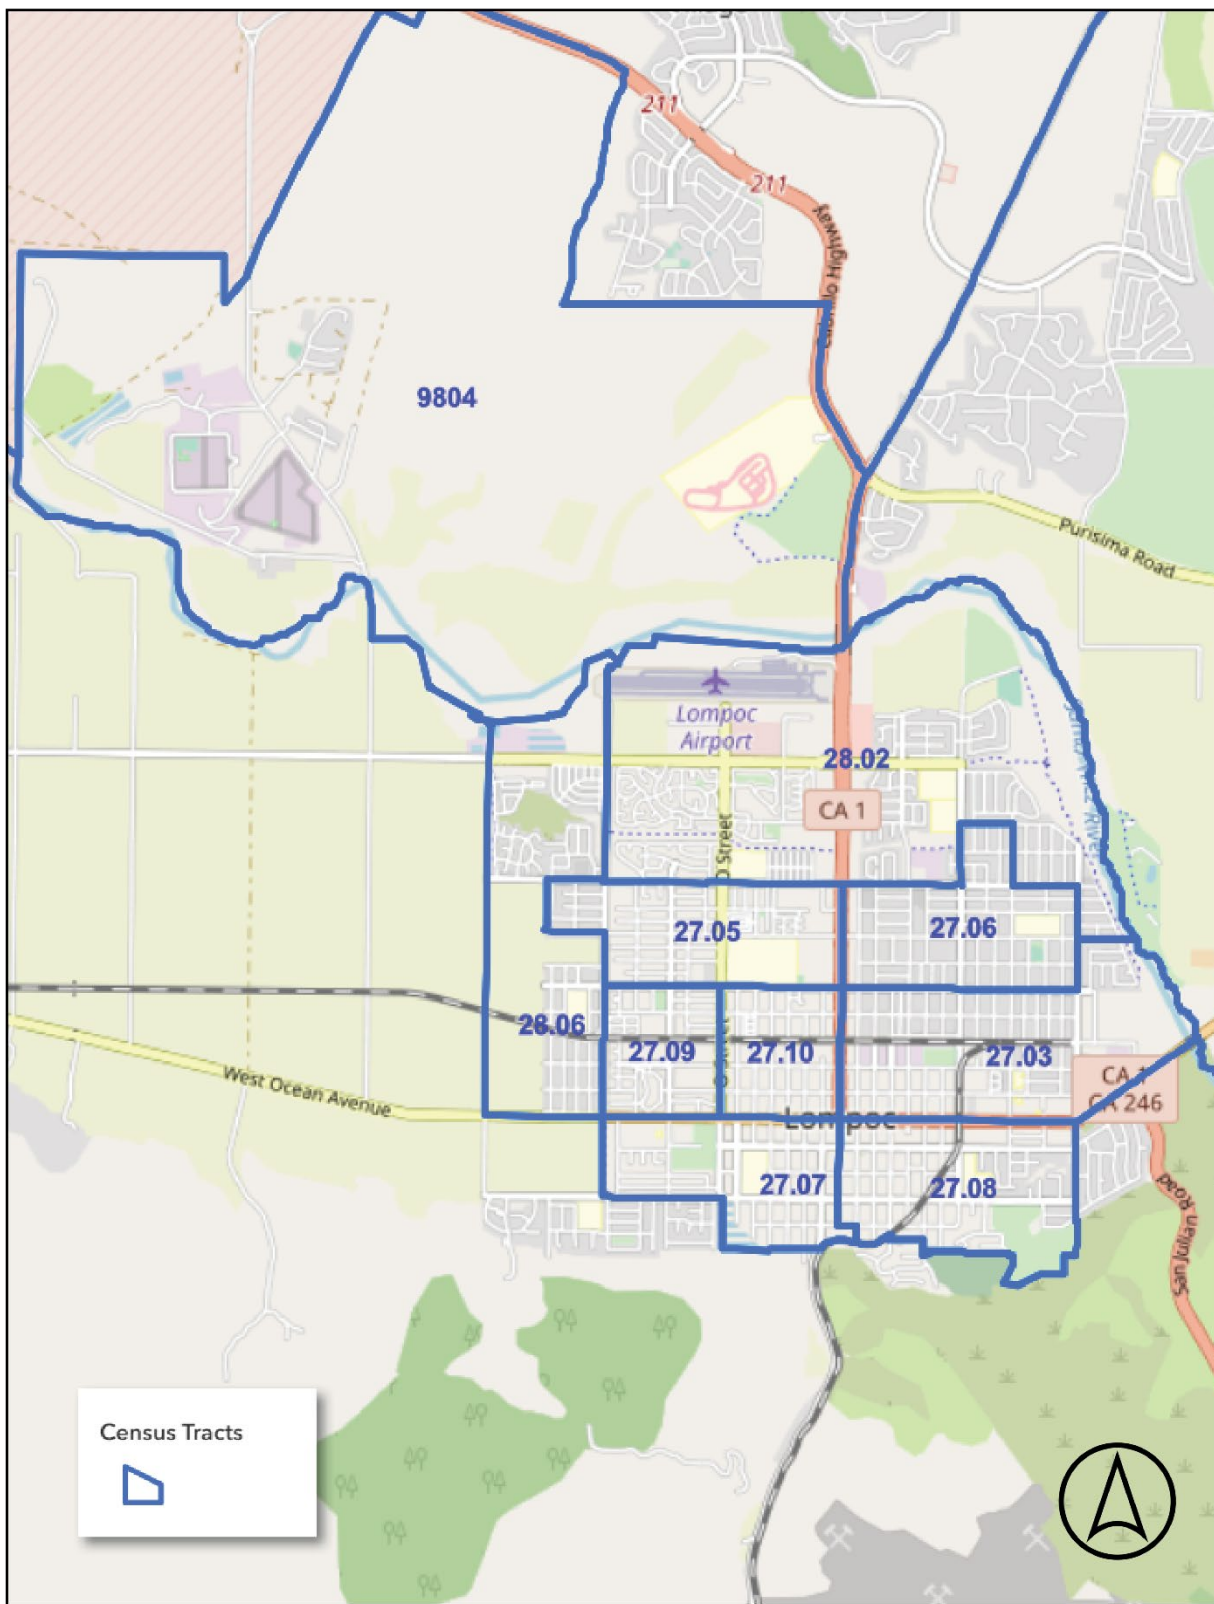 211
211
Cabrillo Highway
9804
Purisima Road
Lompoc
Airport
28.02
CA 1
O Street
Santa Ynez River
27.05
27.06
28.06
27.09
27.10
27.03
O Street
CA 1
CA 246
West Ocean Avenue
Lompoc
27.07
27.08
San Julian Road
Census Tracts